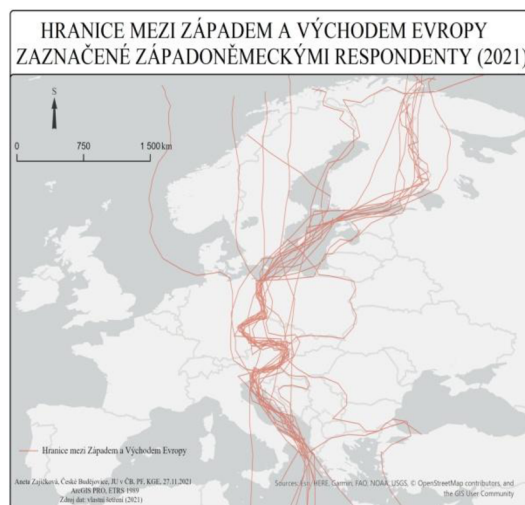 HRANICE MEZI ZÁPADEM A VÝCHODEM EVROPY
ZAZNAČENÉ ZÁPADONĚMECKÝMI RESPONDENTY (2021)
S
0 750 1 500 km
Hranice mezi Západem a Východem Evropy
Aneta Zajíčková, České Budějovice, JU v ČB, PF, KGE, 27.11.2021
ArcGIS PRO, ETRS 1989
Zdroj dat: vlastní šetření (2021)
Sources: Esri, HERE, Garmin, FAO, NOAA, USGS, © OpenStreetMap contributors, and
the GIS User Community